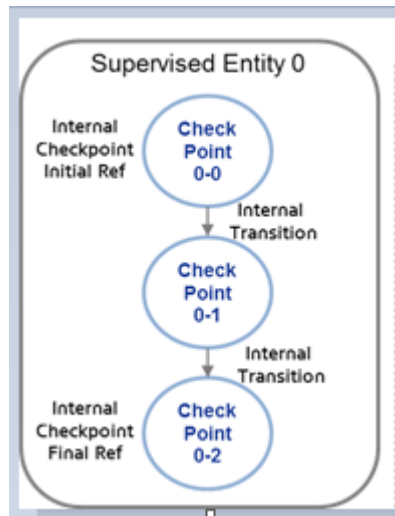 Supervised Entity 0
Internal
Checkpoint
Initial Ref
Check
Point
0-0
Internal
Transition
Check
Point
0-1
Internal
Transition
Internal
Checkpoint
Final Ref
Check
Point
0-2